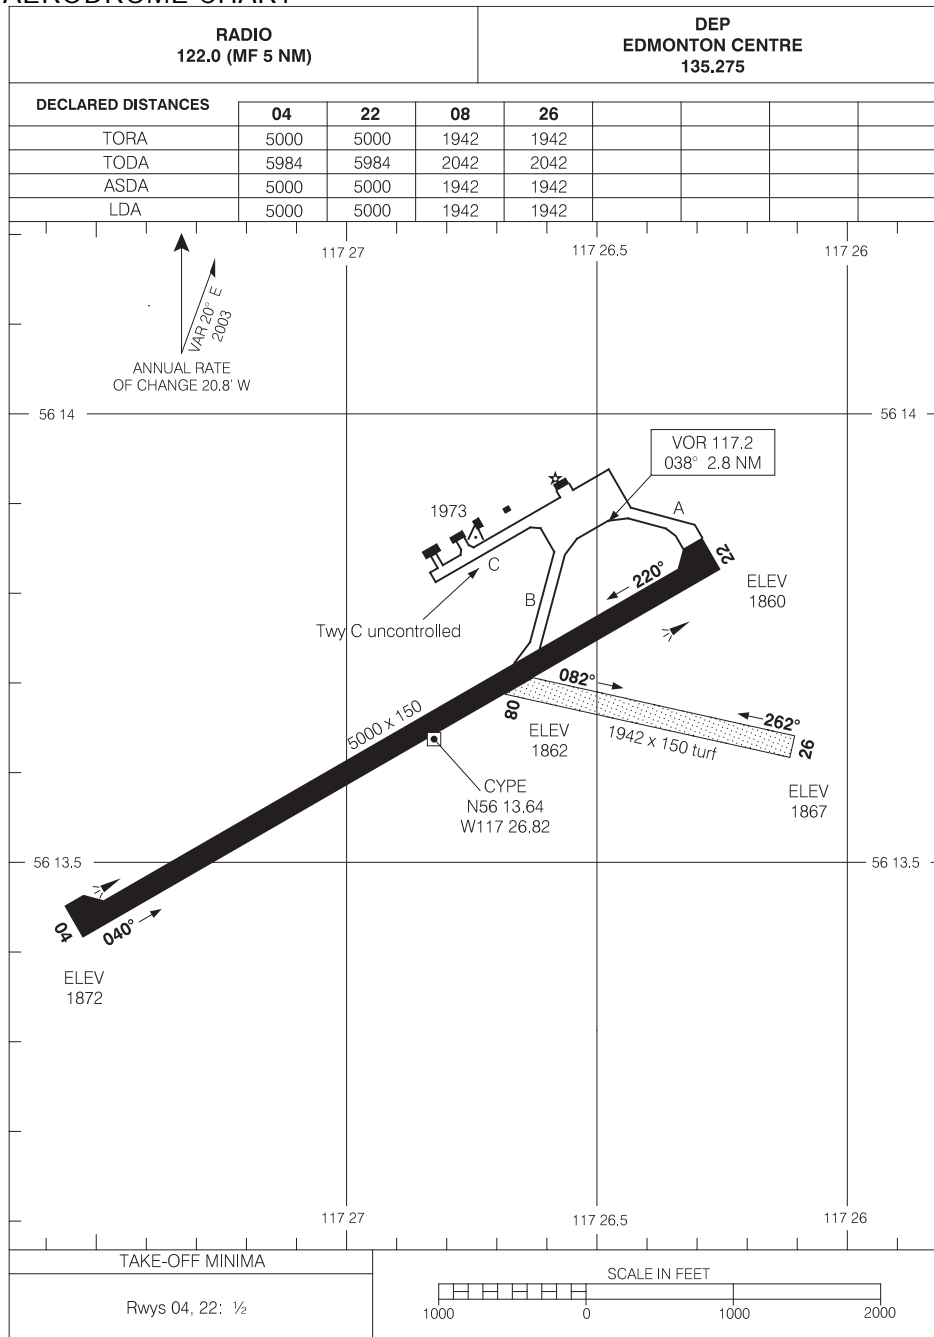 AERODROME CHART
RADIO
122.0 (MF 5 NM)
DEP
EDMONTON CENTRE
135.275
DECLARED DISTANCES 04 22 08 26
TORA 5000 5000 1942 1942
TODA 5984 5984 2042 2042
ASDA 5000 5000 1942 1942
LDA 5000 5000 1942 1942
117 27 117 26.5 117 26
VAR 20° E
2003
ANNUAL RATE
OF CHANGE 20.8' W
56 14 56 14
VOR 117.2
038° 2.8 NM
1973
A
C
22
220°
ELEV
1860
B
Twy C uncontrolled
082°
08
262°
26
5000 x 150
ELEV
1862
1942 x 150 turf
CYPE
N56 13.64
W117 26.82
ELEV
1867
56 13.5 56 13.5
04
040°
ELEV
1872
117 27 117 26.5 117 26
TAKE-OFF MINIMA
Rwys 04, 22: ½
SCALE IN FEET
1000 0 1000 2000